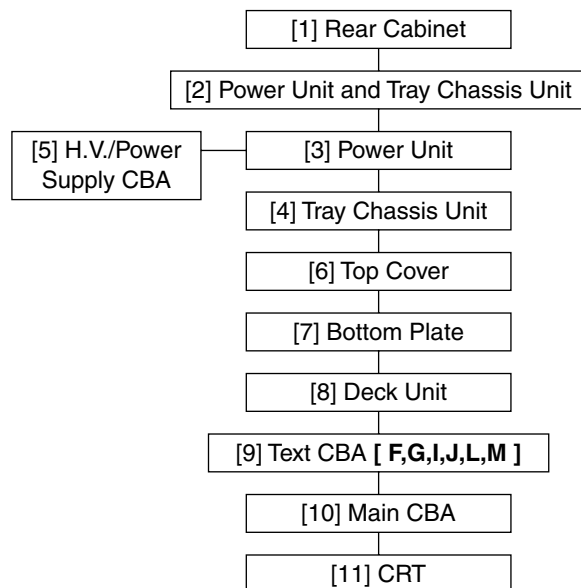 [1] Rear Cabinet
[2] Power Unit and Tray Chassis Unit
[5] H.V./Power
Supply CBA
[3] Power Unit
[4] Tray Chassis Unit
[6] Top Cover
[7] Bottom Plate
[8] Deck Unit
[9] Text CBA [ F,G,I,J,L,M ]
[10] Main CBA
[11] CRT